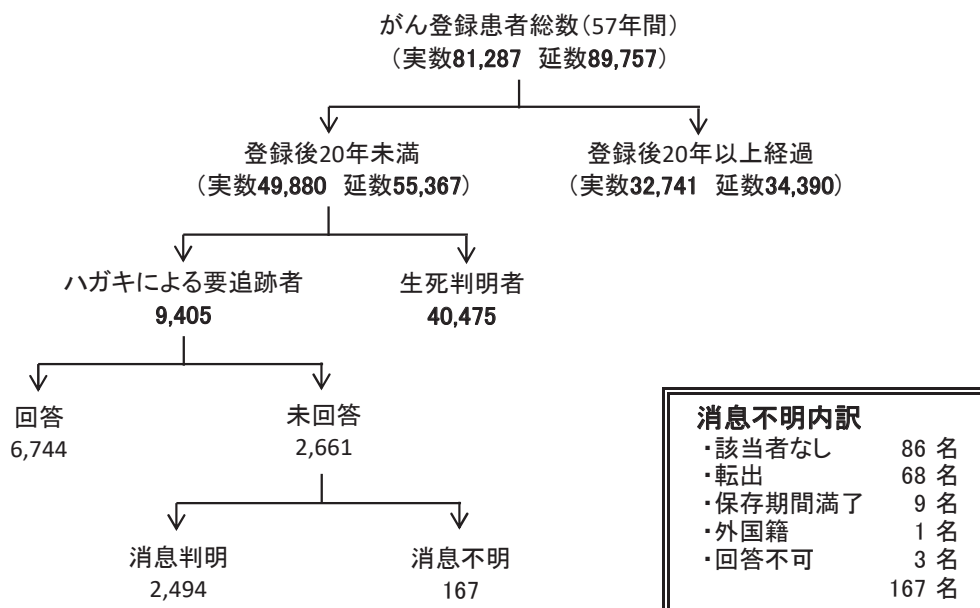 がん登録患者総数(57年間)
(実数81,287 延数89,757)
登録後20年未満 登録後20年以上経過
(実数49,880 延数55,367) (実数32,741 延数34,390)
ハガキによる要追跡者 生死判明者
9,405 40,475
回答 未回答
6,744 2,661
消息判明 消息不明
2,494 167
消息不明内訳
・該当者なし 86 名
・転出 68 名
・保存期間満了 9 名
・外国籍 1 名
・回答不可 3 名
167 名